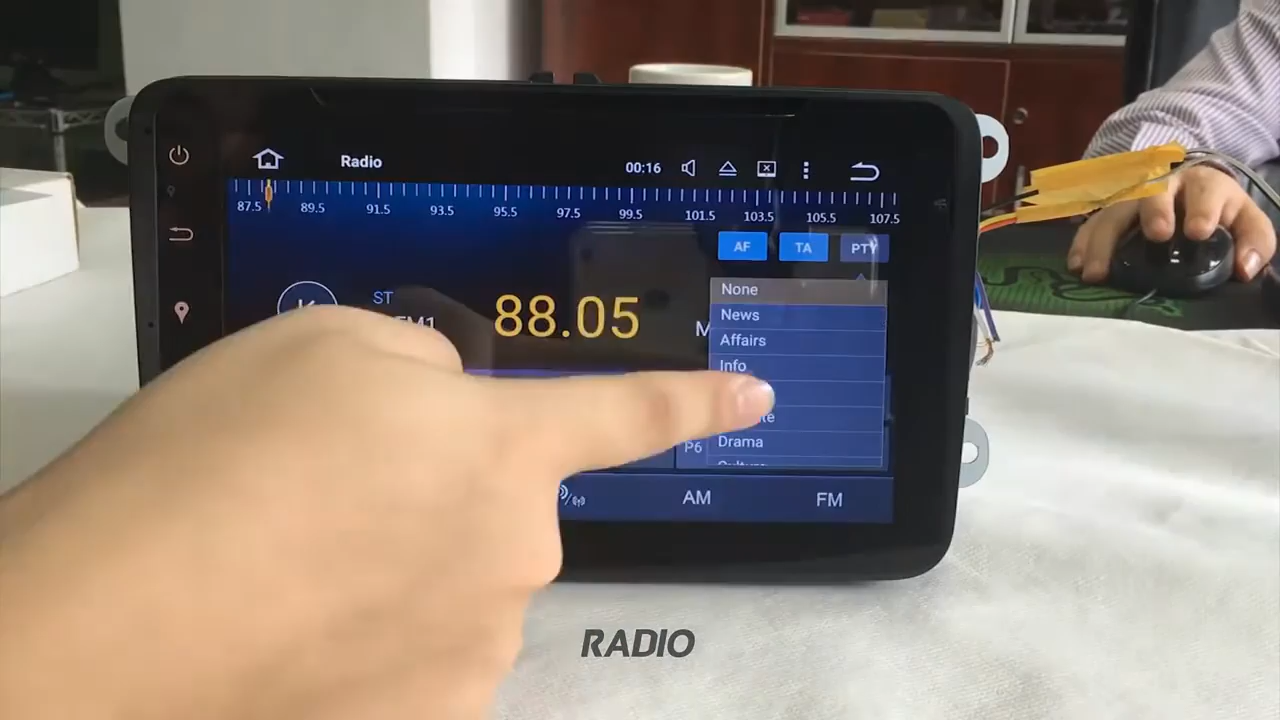 Radio
00:16
87.5 89.5 91.5 93.5 95.5 97.5 99.5 101.5 103.5 105.5 107.5
AF TA PTY
None
ST
88.05
News
Affairs
Info
Drama
P6
AM FM
RADIO